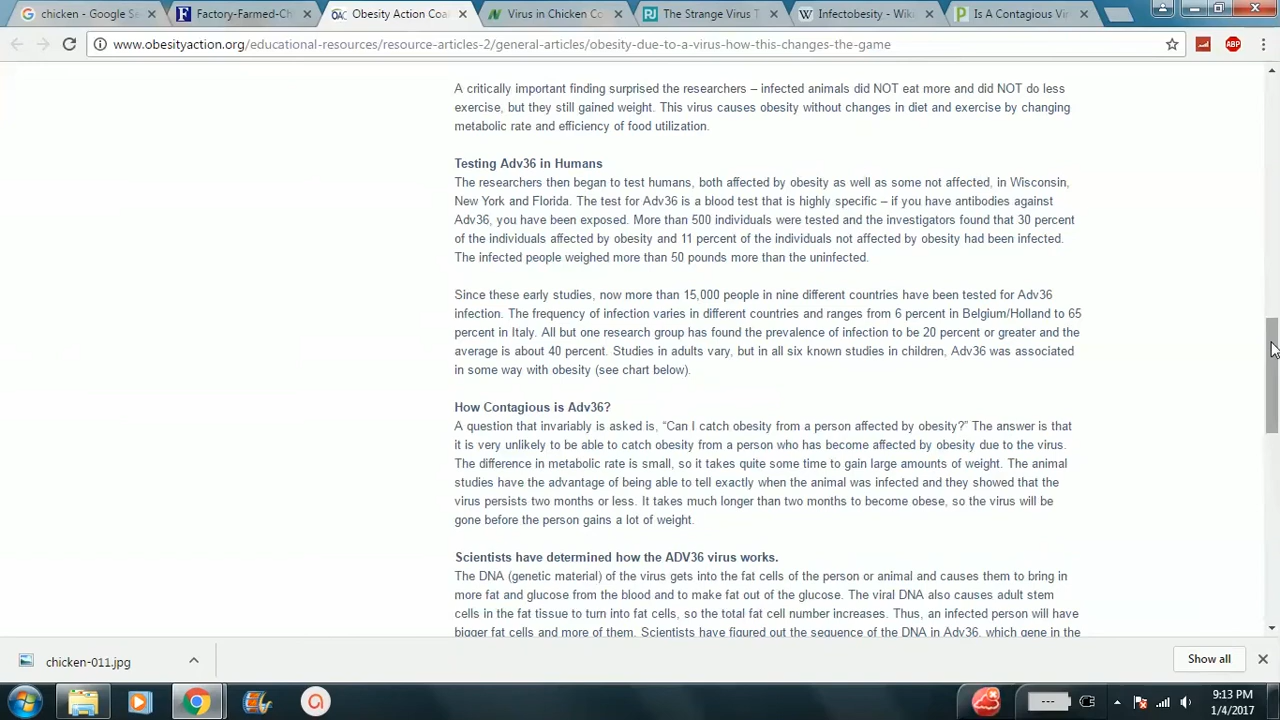 chicken - Google Se
Factory-Farmed-Ch
Obesity Action Coa
Virus in Chicken Co
The Strange Virus T
Infectobesity - Wik
Is A Contagious Vir
www.obesityaction.org/educational-resources/resource-articles-2/general-articles/obesity-due-to-a-virus-how-this-changes-the-game
ABP
A critically important finding surprised the researchers – infected animals did NOT eat more and did NOT do less
exercise, but they still gained weight. This virus causes obesity without changes in diet and exercise by changing
metabolic rate and efficiency of food utilization.
Testing Adv36 in Humans
The researchers then began to test humans, both affected by obesity as well as some not affected, in Wisconsin,
New York and Florida. The test for Adv36 is a blood test that is highly specific – if you have antibodies against
Adv36, you have been exposed. More than 500 individuals were tested and the investigators found that 30 percent
of the individuals affected by obesity and 11 percent of the individuals not affected by obesity had been infected.
The infected people weighed more than 50 pounds more than the uninfected.
Since these early studies, now more than 15,000 people in nine different countries have been tested for Adv36
infection. The frequency of infection varies in different countries and ranges from 6 percent in Belgium/Holland to 65
percent in Italy. All but one research group has found the prevalence of infection to be 20 percent or greater and the
average is about 40 percent. Studies in adults vary, but in all six known studies in children, Adv36 was associated
in some way with obesity (see chart below).
How Contagious is Adv36?
A question that invariably is asked is, “Can I catch obesity from a person affected by obesity?” The answer is that
it is very unlikely to be able to catch obesity from a person who has become affected by obesity due to the virus.
The difference in metabolic rate is small, so it takes quite some time to gain large amounts of weight. The animal
studies have the advantage of being able to tell exactly when the animal was infected and they showed that the
virus persists two months or less. It takes much longer than two months to become obese, so the virus will be
gone before the person gains a lot of weight.
Scientists have determined how the ADV36 virus works.
The DNA (genetic material) of the virus gets into the fat cells of the person or animal and causes them to bring in
more fat and glucose from the blood and to make fat out of the glucose. The viral DNA also causes adult stem
cells in the fat tissue to turn into fat cells, so the total fat cell number increases. Thus, an infected person will have
bigger fat cells and more of them. Scientists have figured out the sequence of the DNA in Adv36, which gene in the
chicken-011.jpg
Show all
9:13 PM
1/4/2017